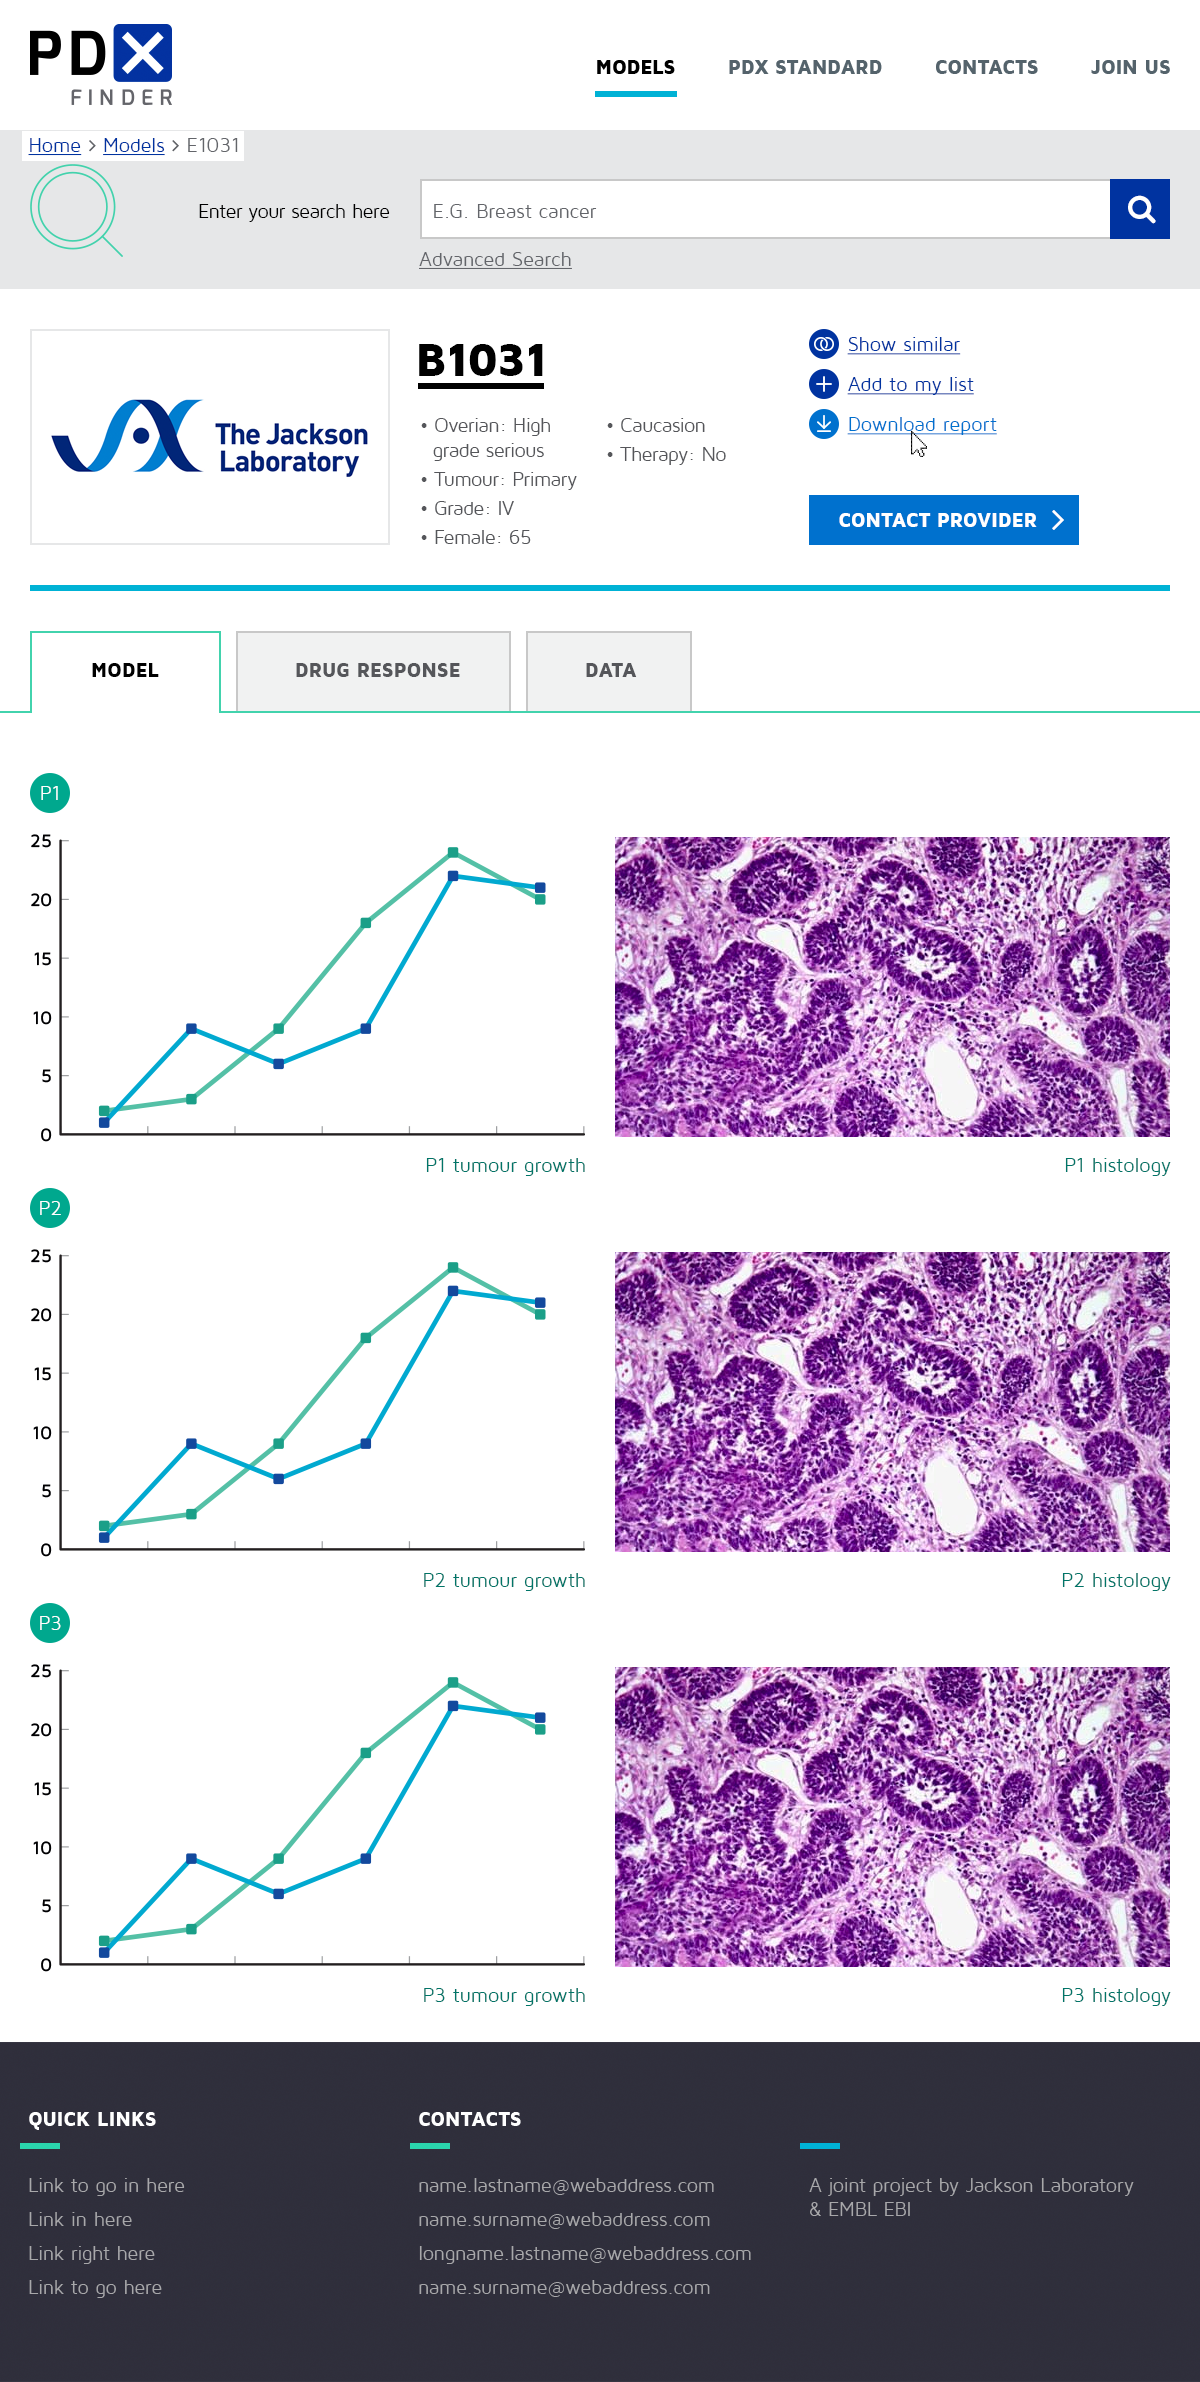 PDX
FINDER
MODELS PDX STANDARD CONTACTS JOIN US
Home > Models > E1031
Enter your search here
E.G. Breast cancer
Advanced Search
The Jackson
Laboratory
B1031
• Overian: High
grade serious
• Tumour: Primary
• Grade: IV
• Female: 65
• Caucasion
• Therapy: No
Show similar
Add to my list
Download report
CONTACT PROVIDER
MODEL DRUG RESPONSE DATA
P1
25
20
15
10
5
0
P1 tumour growth P1 histology
P2
25
20
15
10
5
0
P2 tumour growth P2 histology
P3
25
20
15
10
5
0
P3 tumour growth P3 histology
QUICK LINKS
Link to go in here
Link in here
Link right here
Link to go here
CONTACTS
name.lastname@webaddress.com
name.surname@webaddress.com
longname.lastname@webaddress.com
name.surname@webaddress.com
A joint project by Jackson Laboratory
& EMBL EBI